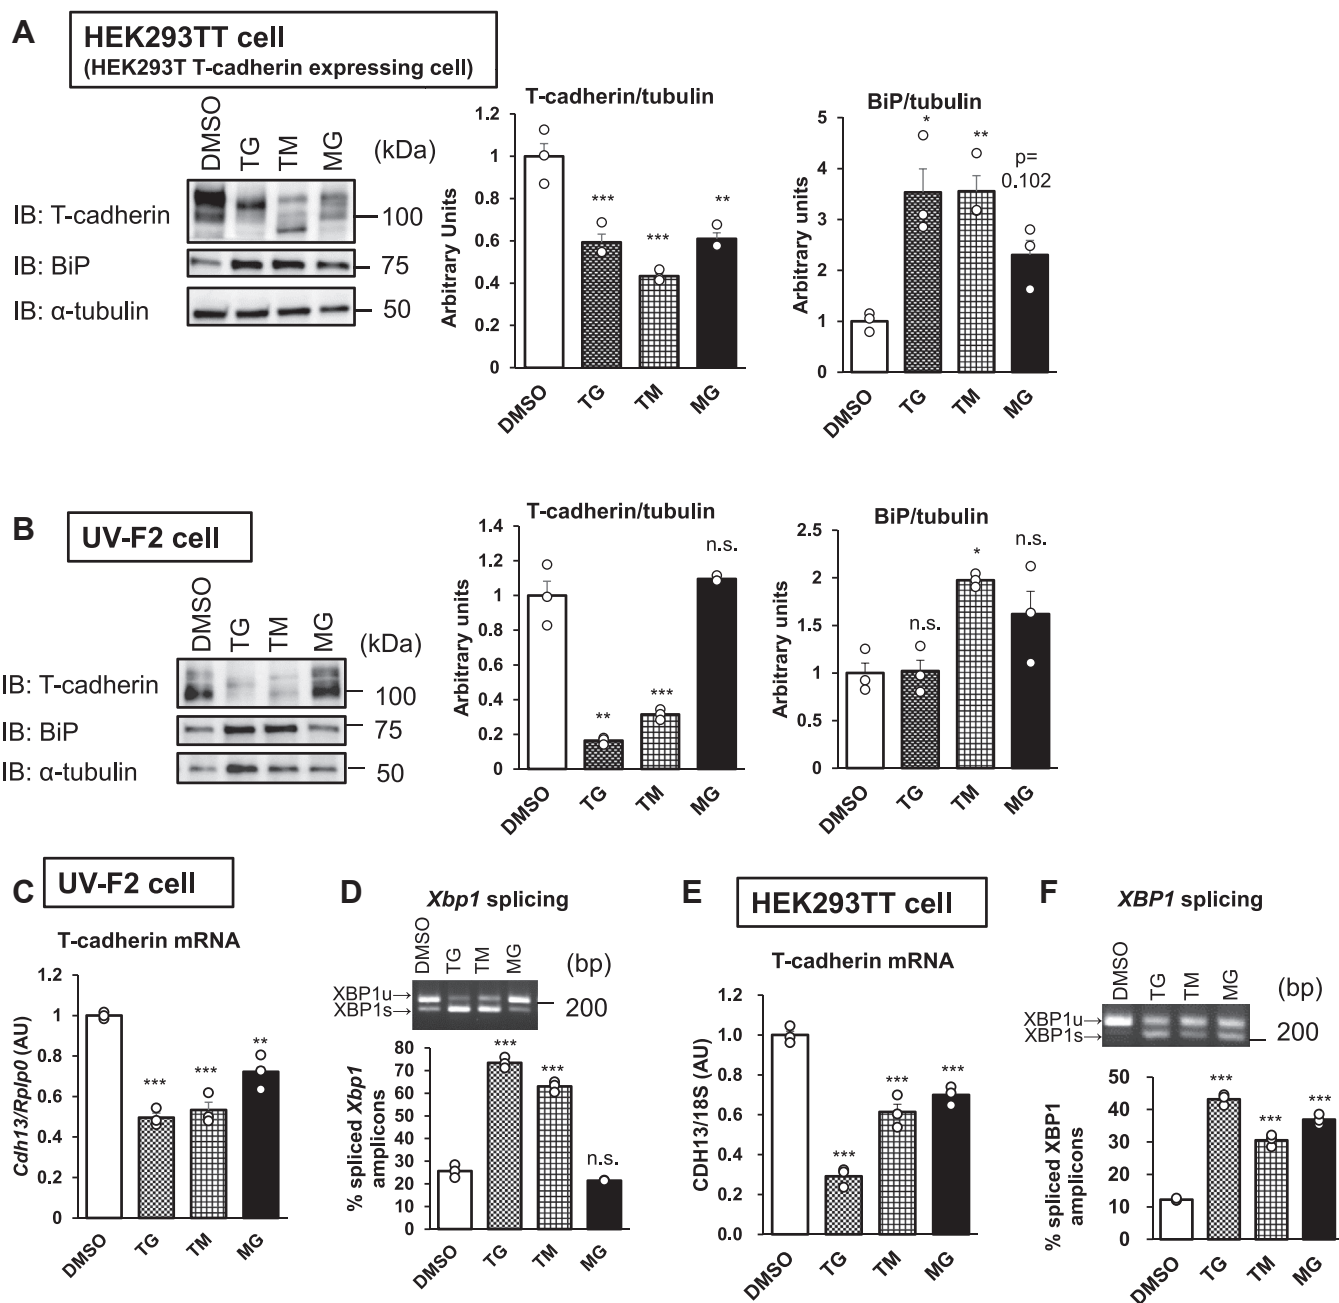 A
HEK293TT cell
(HEK293T T-cadherin expressing cell)
DMSO
TG
TM
MG
(kDa)
IB: T-cadherin
100
IB: BiP
75
IB: α-tubulin
50
T-cadherin/tubulin
Arbitrary Units
1.2
1
0.8
0.6
0.4
0.2
0
***
***
**
DMSO
TG
TM
MG
BiP/tubulin
Arbitrary units
5
4
3
2
1
0
*
**
p=
0.102
DMSO
TG
TM
MG
B
UV-F2 cell
DMSO
TG
TM
MG
(kDa)
IB: T-cadherin
100
IB: BiP
75
IB: α-tubulin
50
T-cadherin/tubulin
Arbitrary units
1.4
1.2
1
0.8
0.6
0.4
0.2
0
**
***
n.s.
DMSO
TG
TM
MG
BiP/tubulin
Arbitrary units
2.5
2
1.5
1
0.5
0
n.s.
*
n.s.
DMSO
TG
TM
MG
C
UV-F2 cell
T-cadherin mRNA
Cdh13/Rplp0 (AU)
1.2
1
0.8
0.6
0.4
0.2
0
***
***
**
DMSO
TG
TM
MG
D
Xbp1 splicing
DMSO
TG
TM
MG
(bp)
XBP1u→
XBP1s→
200
% spliced Xbp1
amplicons
80
70
60
50
40
30
20
10
0
***
***
n.s.
DMSO
TG
TM
MG
E
HEK293TT cell
T-cadherin mRNA
CDH13/18S (AU)
1.2
1.0
0.8
0.6
0.4
0.2
0.0
***
***
***
DMSO
TG
TM
MG
F
XBP1 splicing
DMSO
TG
TM
MG
(bp)
XBP1u→
XBP1s→
200
% spliced XBP1
amplicons
50
40
30
20
10
0
***
***
***
DMSO
TG
TM
MG